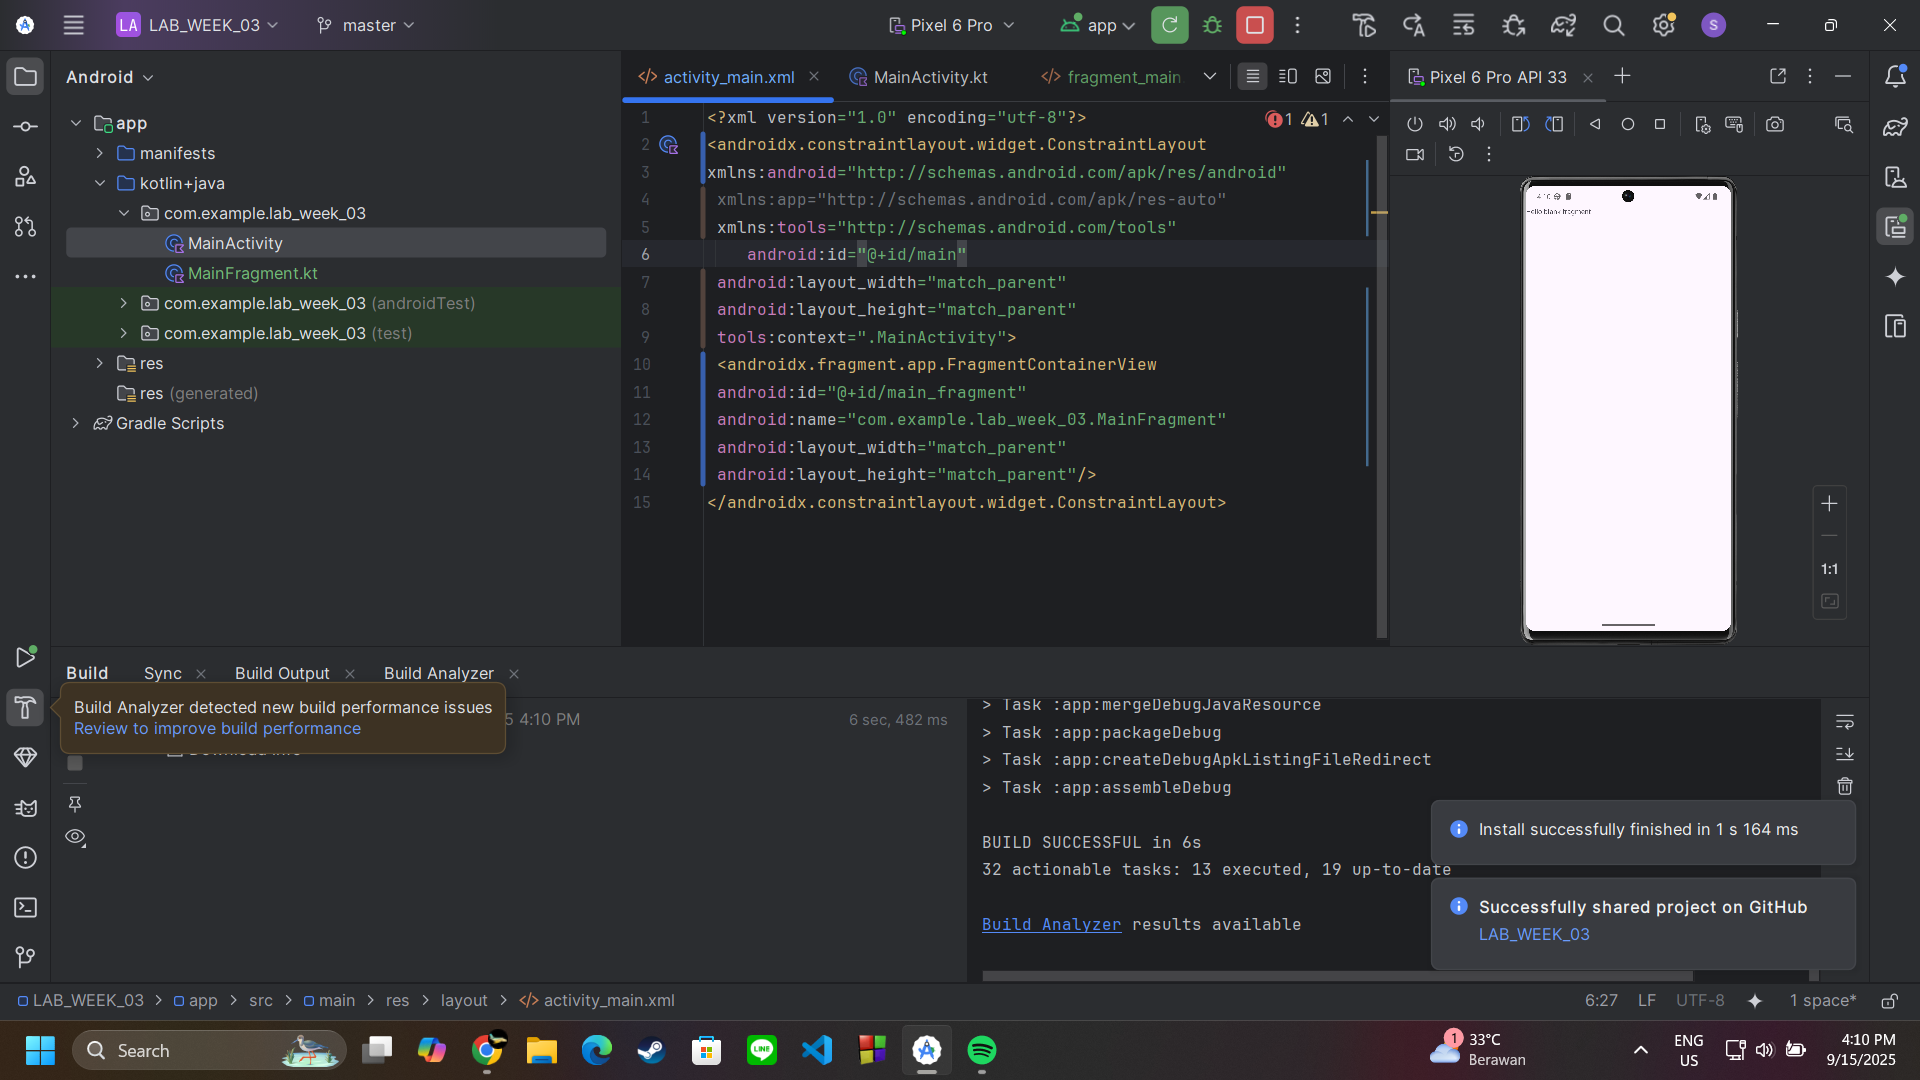 LA LAB_WEEK_03 master Pixel 6 Pro app S
Android
app
manifests
kotlin+java
com.example.lab_week_03
MainActivity
MainFragment.kt
com.example.lab_week_03 (androidTest)
com.example.lab_week_03 (test)
res
res (generated)
Gradle Scripts
activity_main.xml MainActivity.kt fragment_main
1 1
1 <?xml version="1.0" encoding="utf-8"?>
2 <androidx.constraintlayout.widget.ConstraintLayout
3 xmlns:android="http://schemas.android.com/apk/res/android"
4 xmlns:app="http://schemas.android.com/apk/res-auto"
5 xmlns:tools="http://schemas.android.com/tools"
6 android:id="@+id/main"
7 android:layout_width="match_parent"
8 android:layout_height="match_parent"
9 tools:context=".MainActivity">
10 <androidx.fragment.app.FragmentContainerView
11 android:id="@+id/main_fragment"
12 android:name="com.example.lab_week_03.MainFragment"
13 android:layout_width="match_parent"
14 android:layout_height="match_parent"/>
15 </androidx.constraintlayout.widget.ConstraintLayout>
Pixel 6 Pro API 33
4:10
Hello blank fragment
1:1
Build Sync Build Output Build Analyzer
Build Analyzer detected new build performance issues
Review to improve build performance
5 4:10 PM 6 sec, 482 ms
Download info
> Task :app:mergeDebugJavaResource
> Task :app:packageDebug
> Task :app:createDebugApkListingFileRedirect
> Task :app:assembleDebug
BUILD SUCCESSFUL in 6s
32 actionable tasks: 13 executed, 19 up-to-date
Build Analyzer results available
Install successfully finished in 1 s 164 ms
Successfully shared project on GitHub
LAB_WEEK_03
LAB_WEEK_03 > app > src > main > res > layout > activity_main.xml
6:27 LF UTF-8 1 space*
Search
LINE
1
33°C
Berawan
ENG
US
4:10 PM
9/15/2025